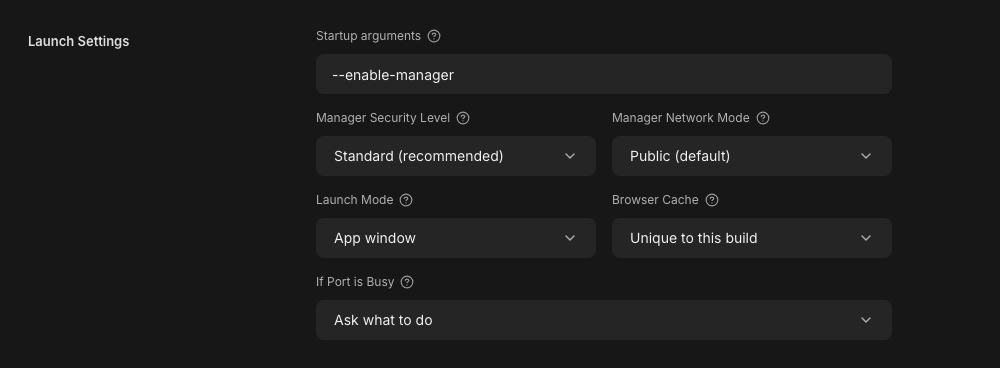 Launch Settings
Startup arguments
--enable-manager
Manager Security Level
Manager Network Mode
Standard (recommended)
Public (default)
Launch Mode
Browser Cache
App window
Unique to this build
If Port is Busy
Ask what to do